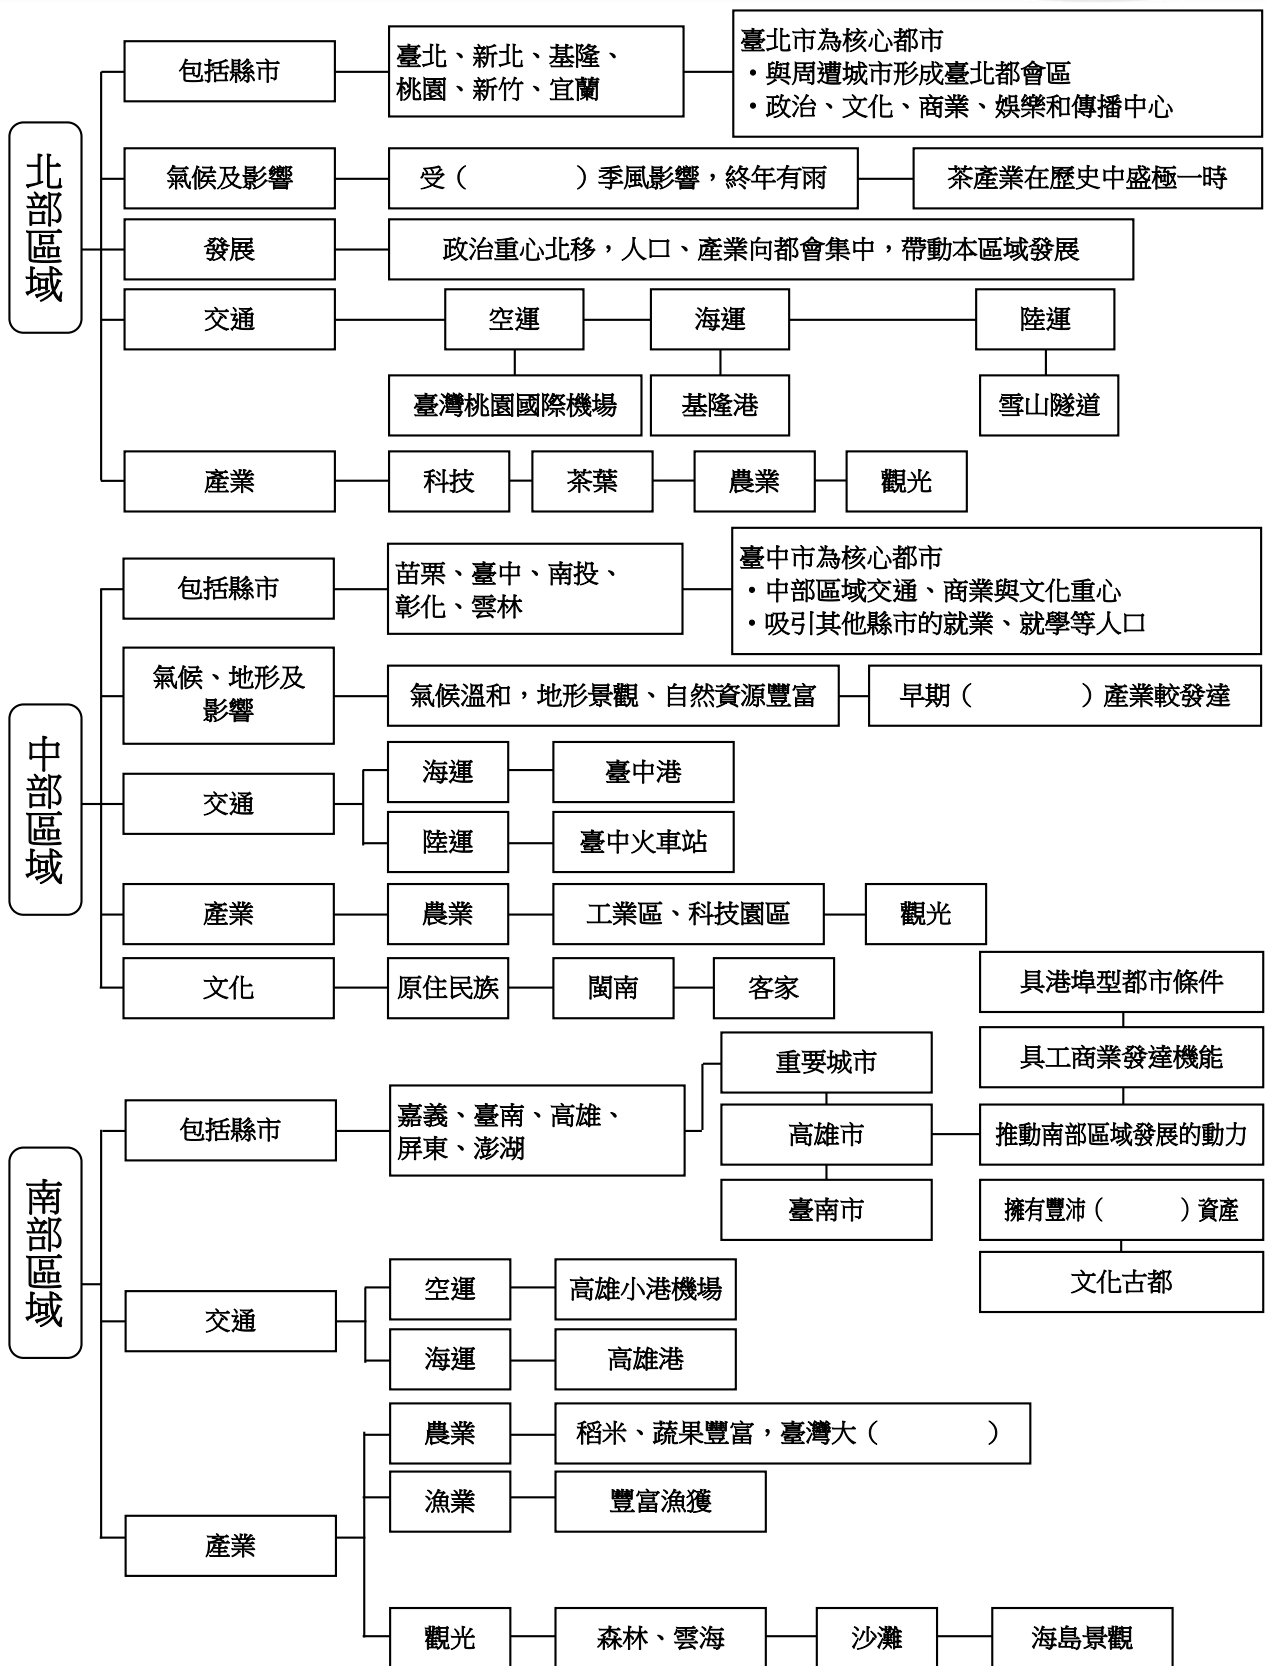 北部區域
包括縣市
臺北、新北、基隆、
桃園、新竹、宜蘭
臺北市為核心都市
・與周遭城市形成臺北都會區
・政治、文化、商業、娛樂和傳播中心
氣候及影響
受（　　　　）季風影響，終年有雨
茶產業在歷史中盛極一時
發展
政治重心北移，人口、產業向都會集中，帶動本區域發展
交通
空運
海運
陸運
臺灣桃園國際機場
基隆港
雪山隧道
產業
科技
茶葉
農業
觀光
中部區域
包括縣市
苗栗、臺中、南投、
彰化、雲林
臺中市為核心都市
・中部區域交通、商業與文化重心
・吸引其他縣市的就業、就學等人口
氣候、地形及
影響
氣候溫和，地形景觀、自然資源豐富
早期（　　　　）產業較發達
交通
海運
臺中港
陸運
臺中火車站
產業
農業
工業區、科技園區
觀光
文化
原住民族
閩南
客家
南部區域
包括縣市
嘉義、臺南、高雄、
屏東、澎湖
重要城市
高雄市
臺南市
具港埠型都市條件
具工商業發達機能
推動南部區域發展的動力
擁有豐沛（　　　）資產
文化古都
交通
空運
高雄小港機場
海運
高雄港
產業
農業
稻米、蔬果豐富，臺灣大（　　　　）
漁業
豐富漁獲
觀光
森林、雲海
沙灘
海島景觀